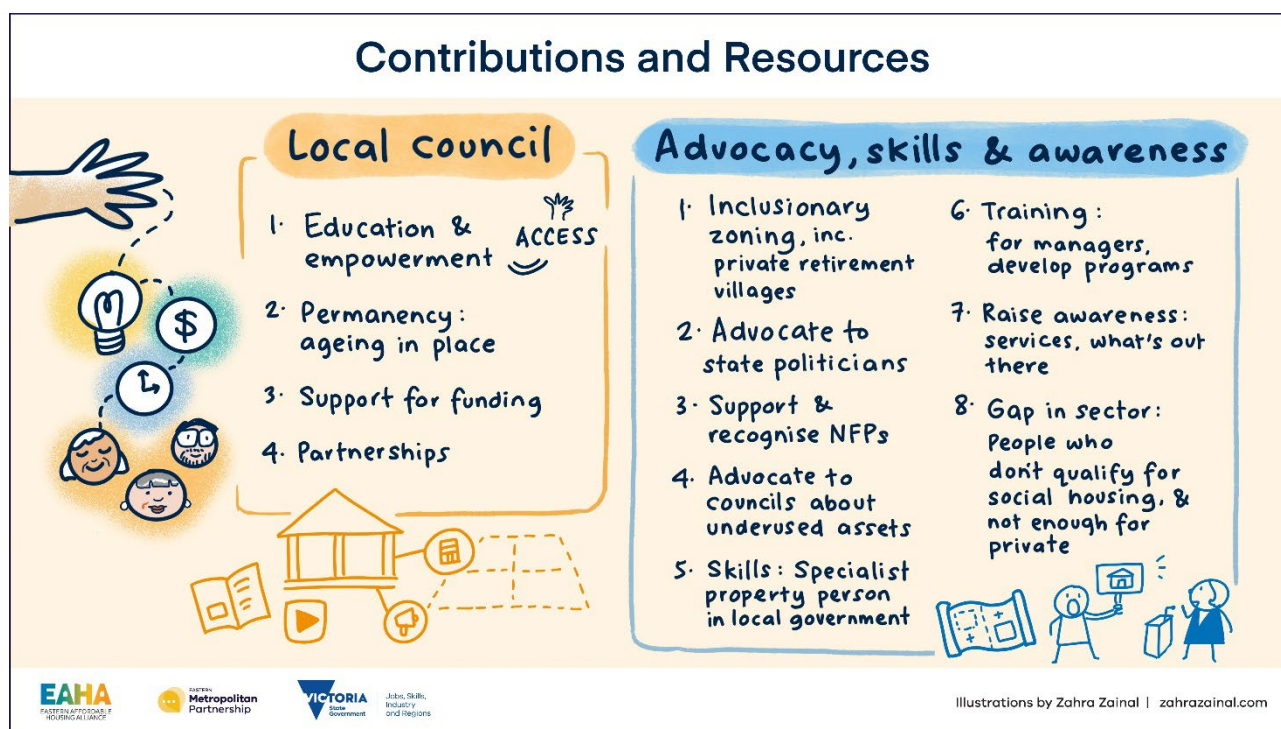 Contributions and Resources
Local council
1. Education &
empowerment
ACCESS
2. Permanency:
ageing in place
3. Support for funding
4. Partnerships
$
Advocacy, skills & awareness
1. Inclusionary
zoning, inc.
private retirement
villages
2. Advocate to
state politicians
3. Support &
recognise NFPs
4. Advocate to
councils about
underused assets
5. Skills: Specialist
property person
in local government
6. Training:
for managers,
develop programs
7. Raise awareness:
services, what's out
there
8. Gap in sector:
People who
don't qualify for
social housing, &
not enough for
private
EAHA
EASTERN AFFORDABLE
HOUSING ALLIANCE
EASTERN
Metropolitan
Partnership
VICTORIA
State
Government
Jobs, Skills,
Industry
and Regions
Illustrations by Zahra Zainal | zahrazainal.com